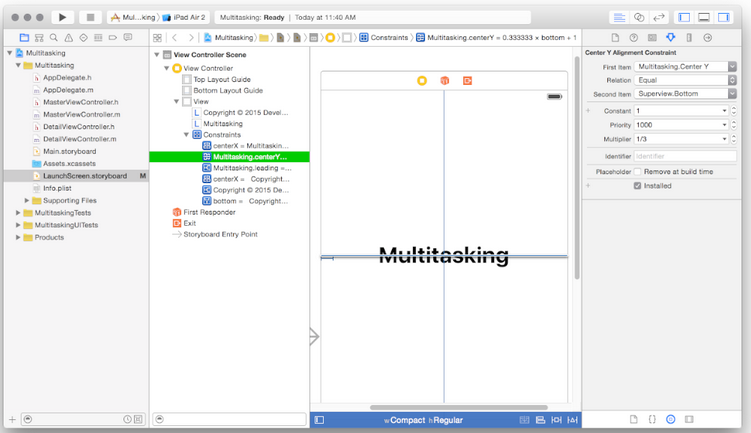 Mul...king
iPad Air 2
Multitasking: Ready | Today at 11:40 AM
Multitasking
Constraints
Multitasking.centerY = 0.333333 × bottom + 1
Multitasking
Multitasking
AppDelegate.h
AppDelegate.m
MasterViewController.h
MasterViewController.m
DetailViewController.h
DetailViewController.m
Main.storyboard
Assets.xcassets
LaunchScreen.storyboard M
Info.plist
Supporting Files
MultitaskingTests
MultitaskingUITests
Products
View Controller Scene
View Controller
Top Layout Guide
Bottom Layout Guide
View
L Copyright © 2015 Devel...
L Multitasking
Constraints
centerX = Multitaskin...
Multitasking.centerY...
Multitasking.leading =...
centerX = Copyright...
Copyright © 2015 De...
bottom = Copyright...
First Responder
Exit
Storyboard Entry Point
Multitasking
w Compact h Regular
Center Y Alignment Constraint
First Item Multitasking.Center Y
Relation Equal
Second Item Superview.Bottom
+ Constant 1
Priority 1000
Multiplier 1/3
Identifier Identifier
Placeholder Remove at build time
+ Installed